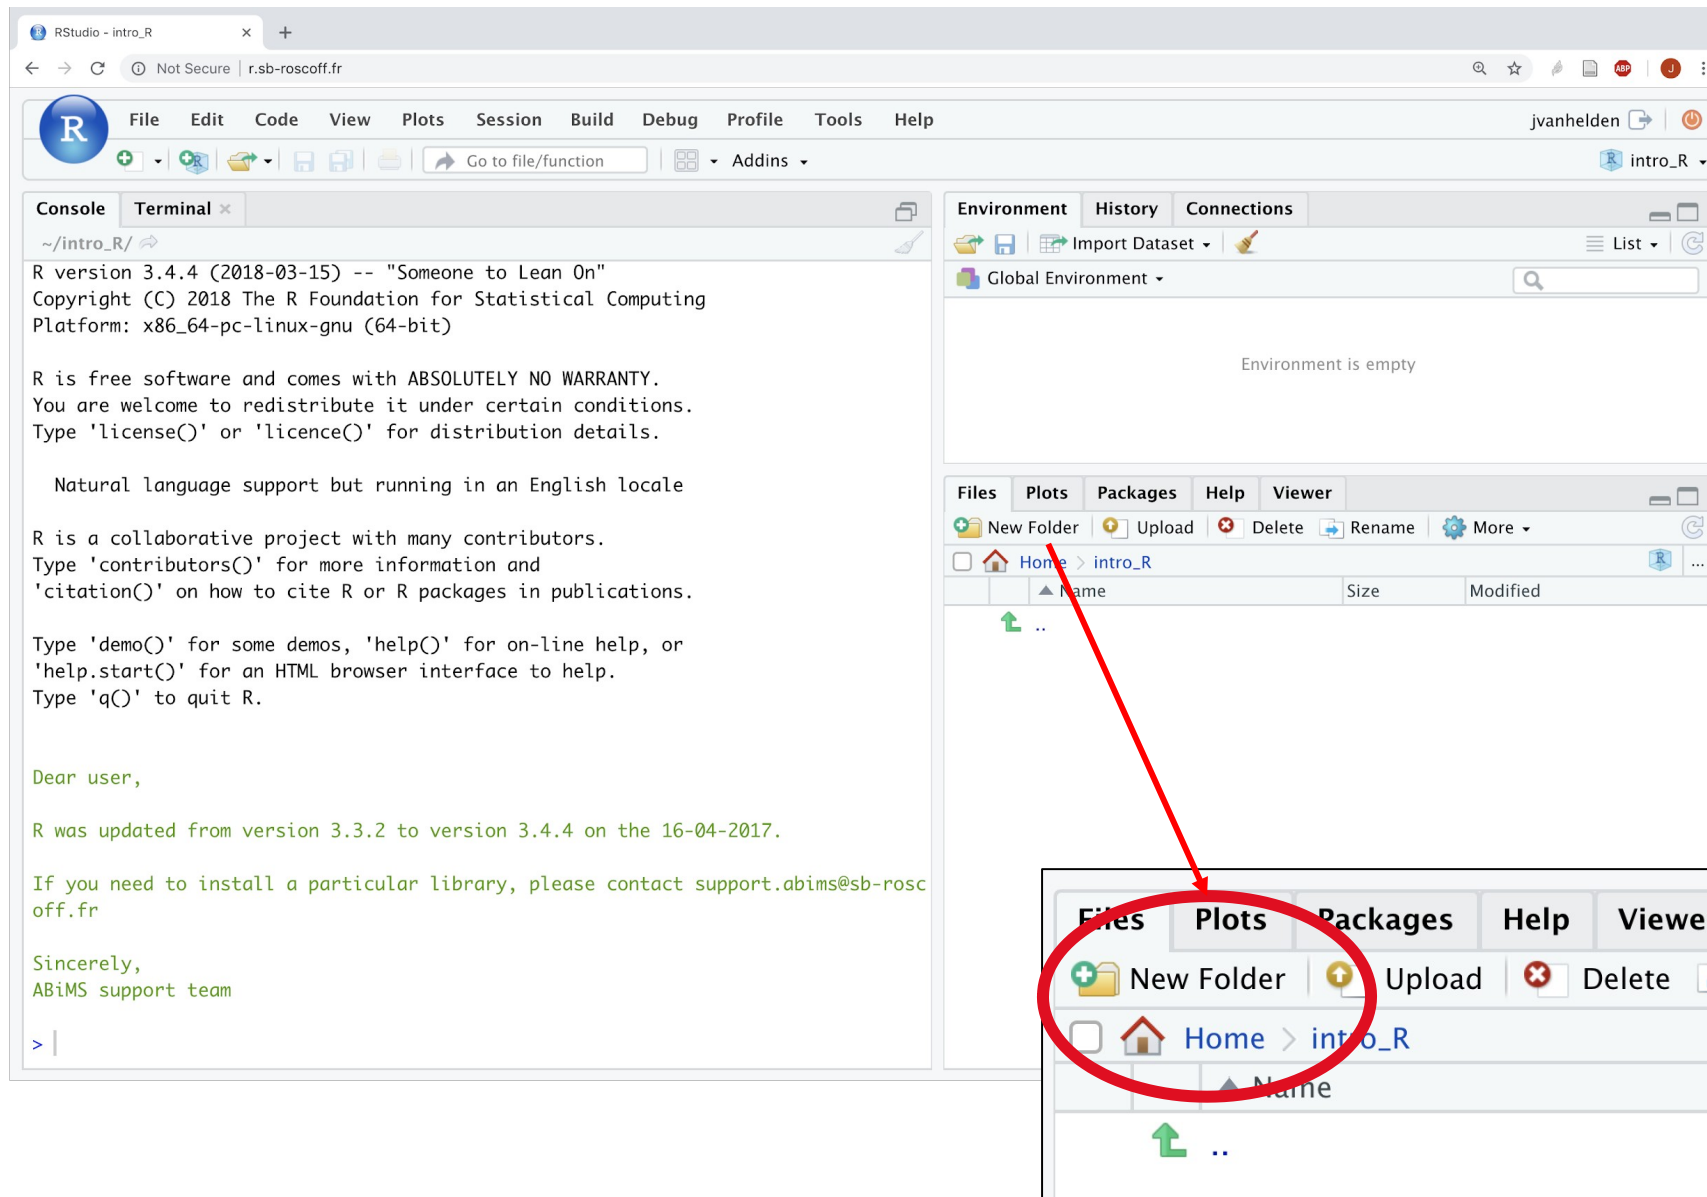 RStudio - intro_R
Not Secure | r.sb-roscoff.fr
ABP
J
R
File Edit Code View Plots Session Build Debug Profile Tools Help
jvanhelden
Go to file/function
Addins
R intro_R
Console Terminal
~/intro_R/
R version 3.4.4 (2018-03-15) -- "Someone to Lean On"
Copyright (C) 2018 The R Foundation for Statistical Computing
Platform: x86_64-pc-linux-gnu (64-bit)
R is free software and comes with ABSOLUTELY NO WARRANTY.
You are welcome to redistribute it under certain conditions.
Type 'license()' or 'licence()' for distribution details.
Natural language support but running in an English locale
R is a collaborative project with many contributors.
Type 'contributors()' for more information and
'citation()' on how to cite R or R packages in publications.
Type 'demo()' for some demos, 'help()' for on-line help, or
'help.start()' for an HTML browser interface to help.
Type 'q()' to quit R.
Dear user,
R was updated from version 3.3.2 to version 3.4.4 on the 16-04-2017.
If you need to install a particular library, please contact support.abims@sb-rosc
off.fr
Sincerely,
ABiMS support team
>
Environment History Connections
Import Dataset
List
Global Environment
Environment is empty
Files Plots Packages Help Viewer
New Folder Upload Delete Rename More
Home > intro_R
R ...
Name Size Modified
..
Files Plots Packages Help Viewe
New Folder Upload Delete
Home > intro_R
Name
..